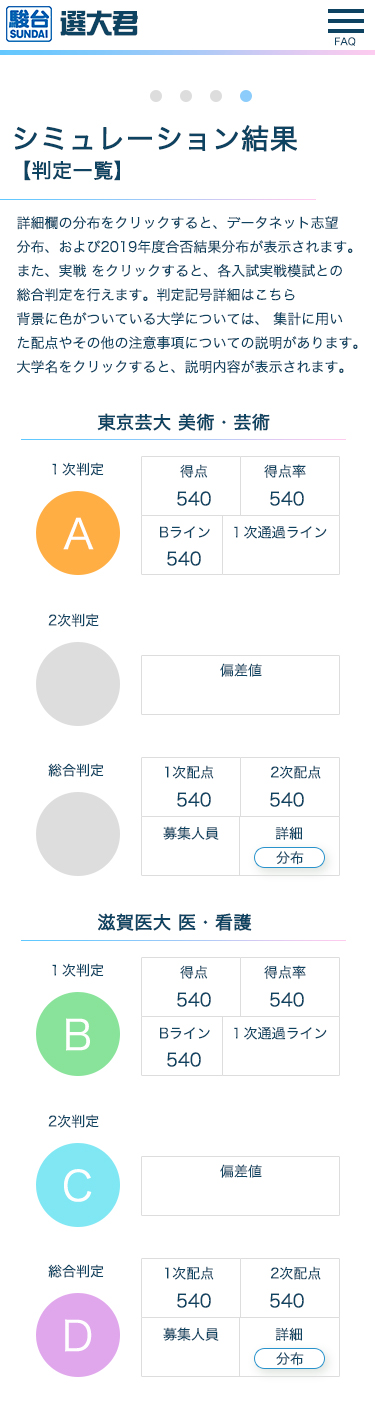 駿台 SUNDAI 選大君 FAQ
シミュレーション結果
【判定一覧】
詳細欄の分布をクリックすると、データネット志望
分布、および2019年度合否結果分布が表示されます。
また、実戦 をクリックすると、各入試実戦模試との
総合判定を行えます。判定記号詳細はこちら
背景に色がついている大学については、 集計に用い
た配点やその他の注意事項についての説明があります。
大学名をクリックすると、説明内容が表示されます。
東京芸大 美術・芸術
1次判定
A
得点 得点率
540 540
Bライン 1次通過ライン
540
2次判定
偏差値
総合判定
1次配点 2次配点
540 540
募集人員 詳細
分布
滋賀医大 医・看護
1次判定
B
得点 得点率
540 540
Bライン 1次通過ライン
540
2次判定
C
偏差値
総合判定
D
1次配点 2次配点
540 540
募集人員 詳細
分布